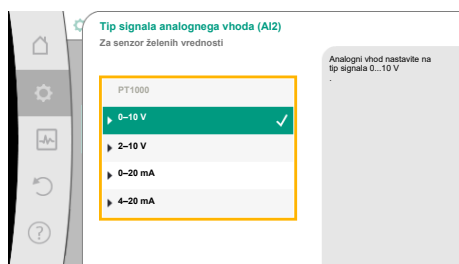 Tip signala analognega vhoda (AI2)
Za senzor želenih vrednosti
Analogni vhod nastavite na
tip signala 0...10 V
.
PT1000
0–10 V
2–10 V
0–20 mA
4–20 mA
?